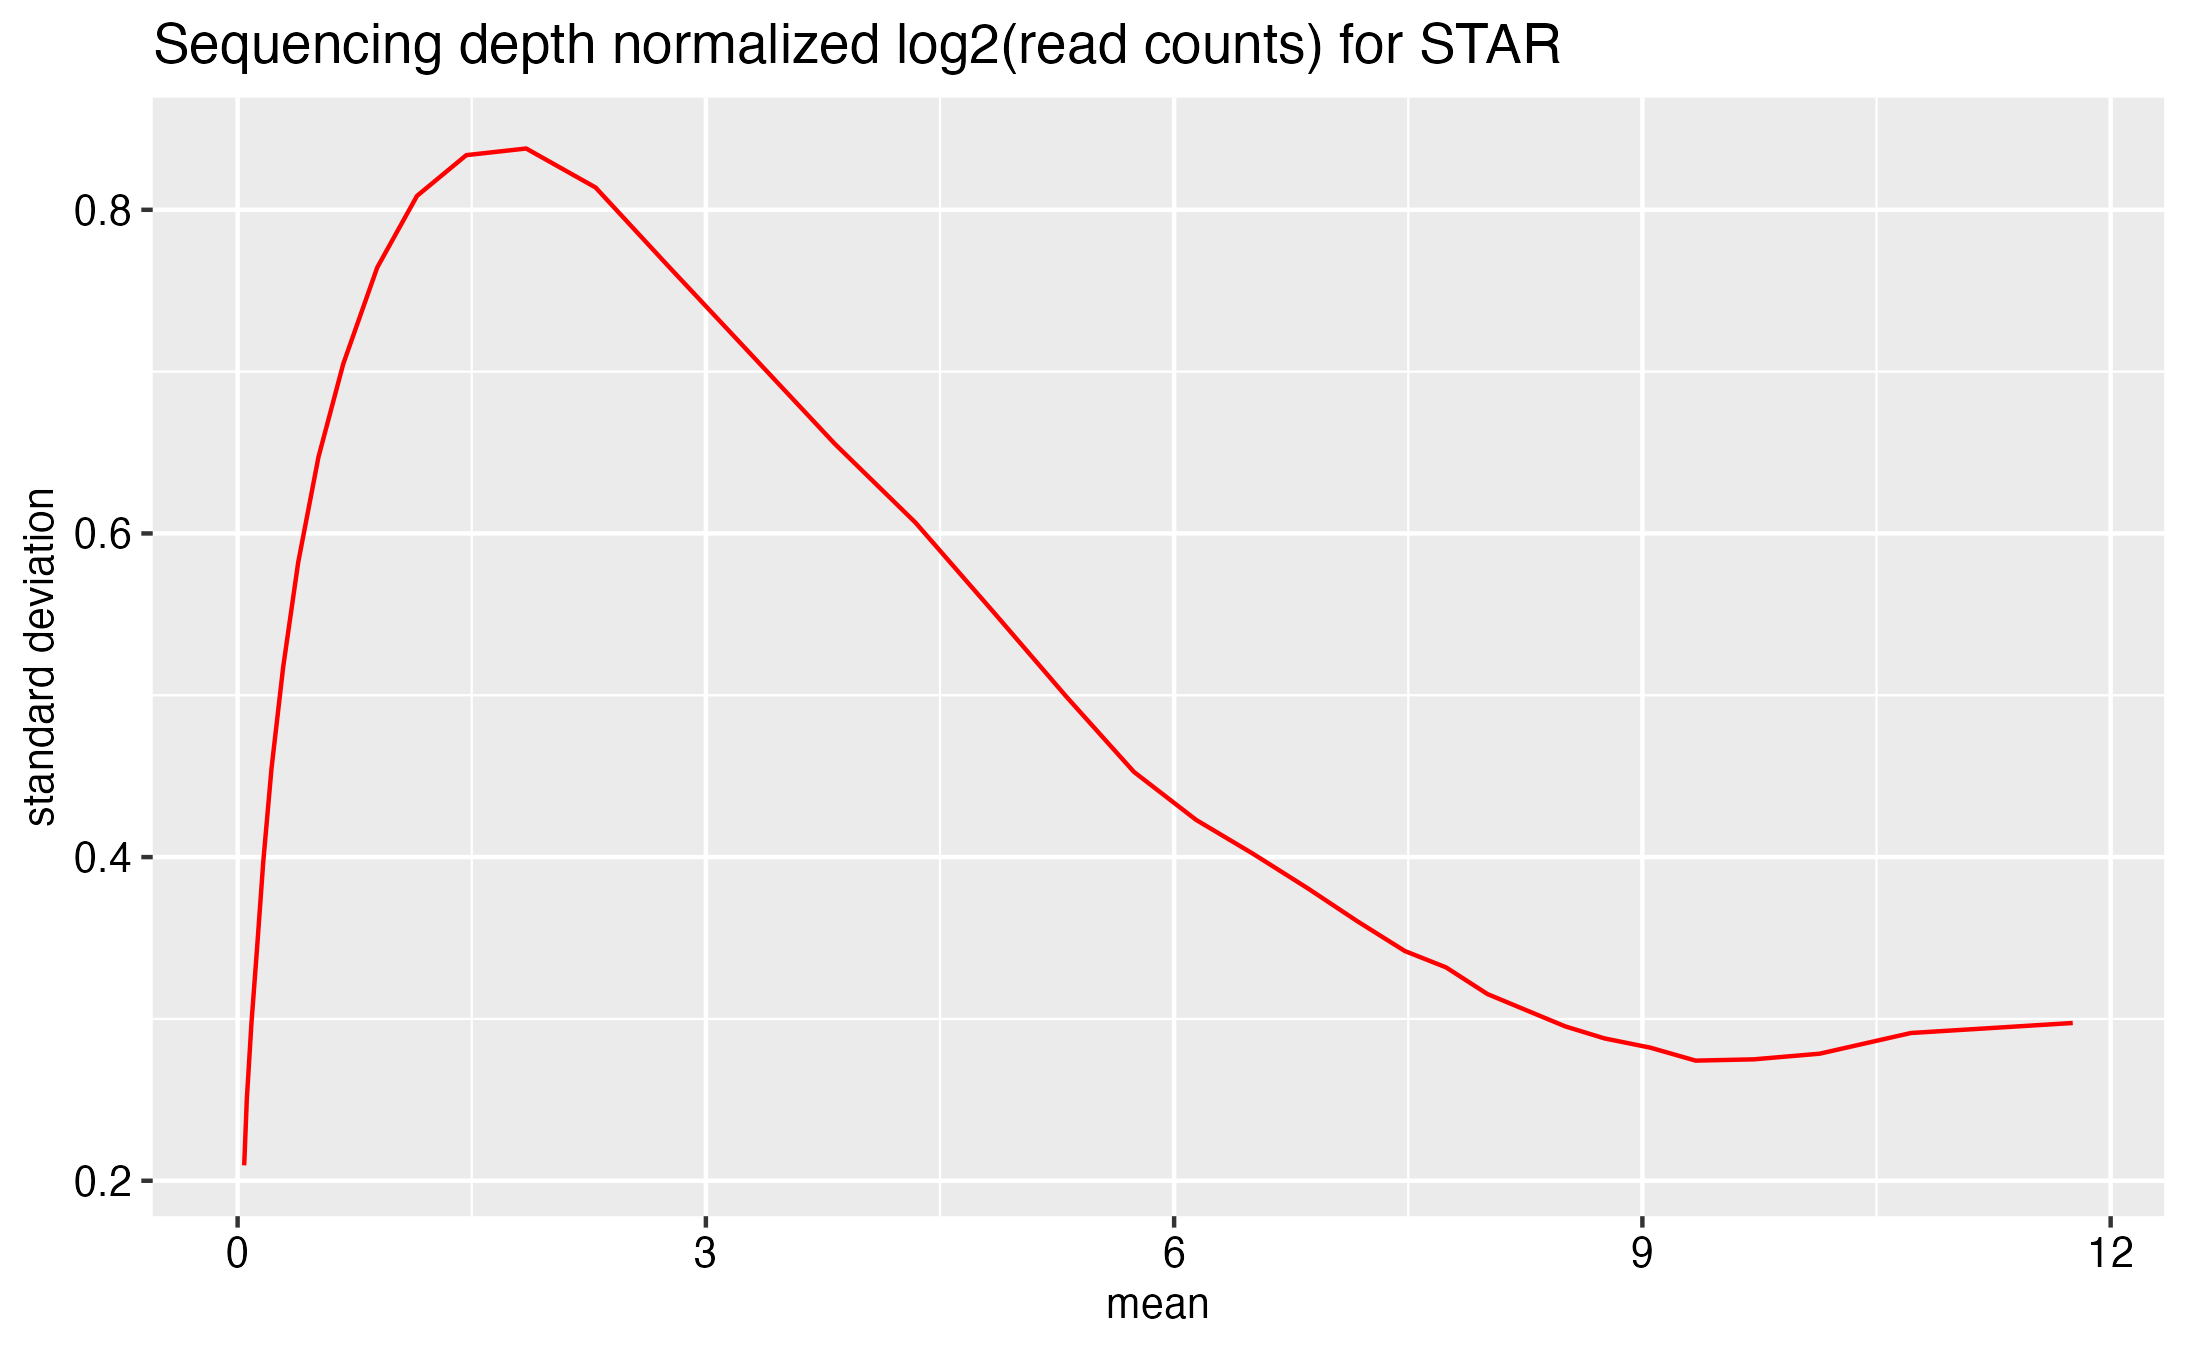 Sequencing depth normalized log2(read counts) for STAR
standard deviation
0.8
0.6
0.4
0.2
0 3 6 9 12
mean